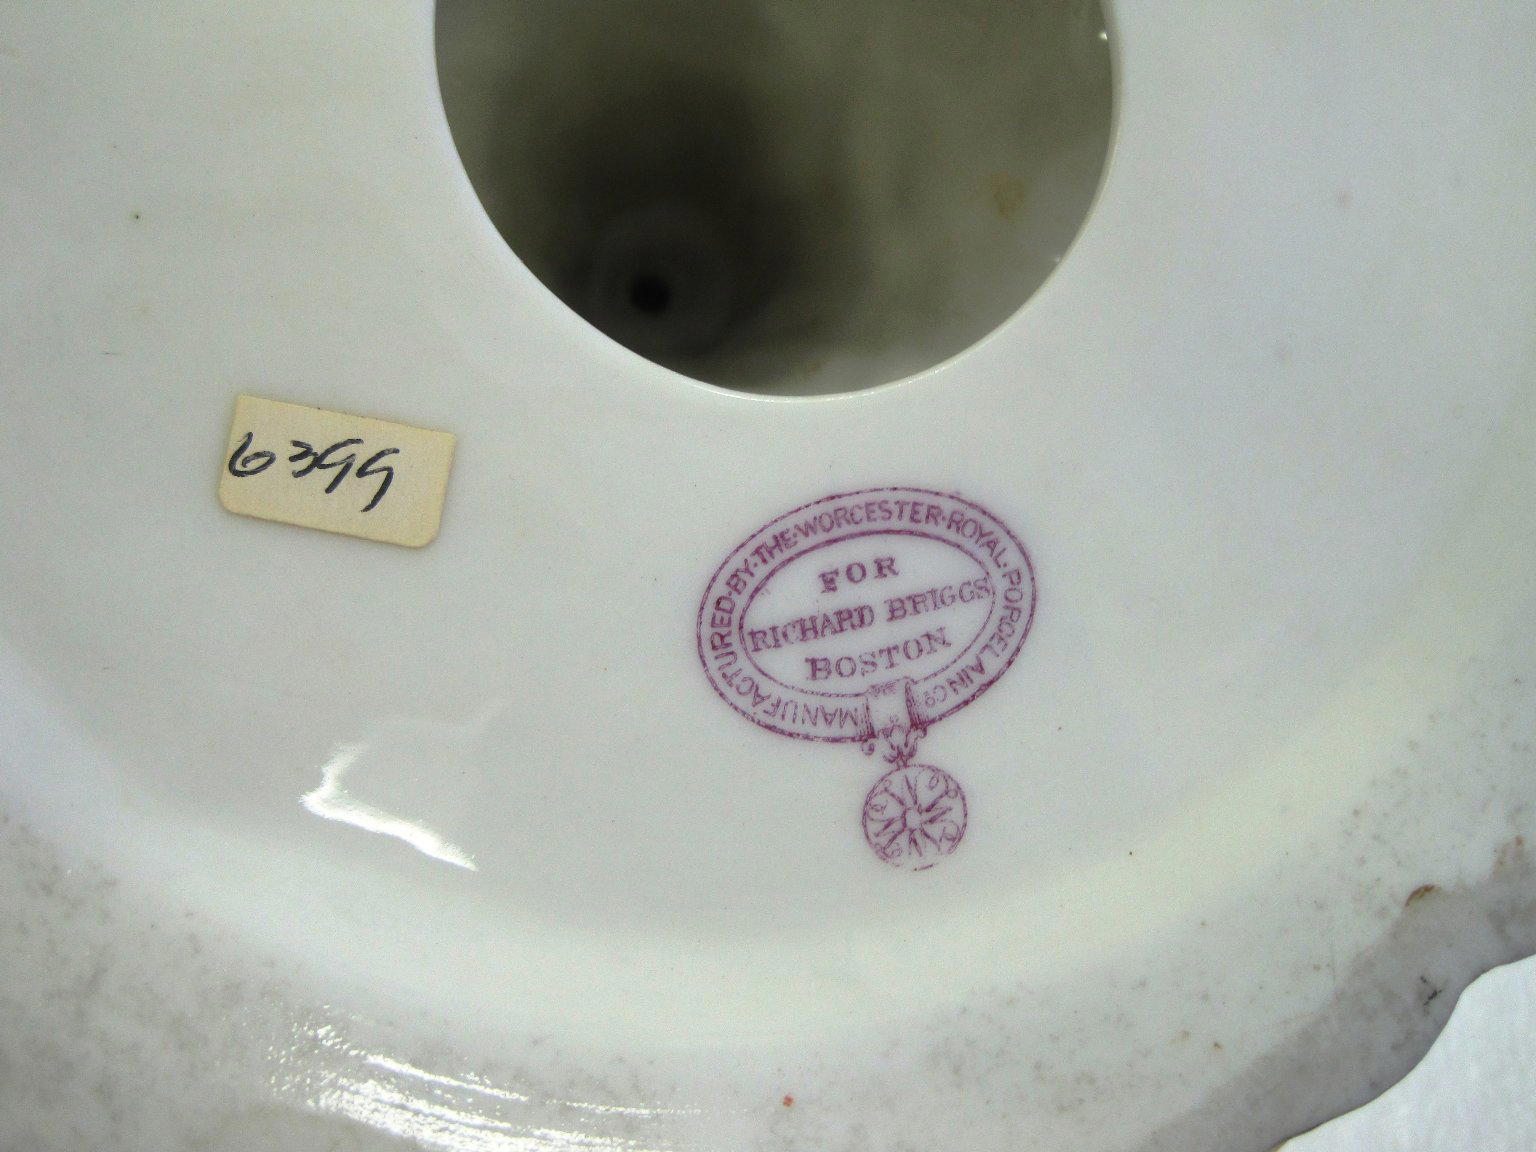 6399
MANUFACTURED·BY·THE·WORCESTER·ROYAL·PORCELAIN Co
FOR
RICHARD BRIGGS
BOSTON